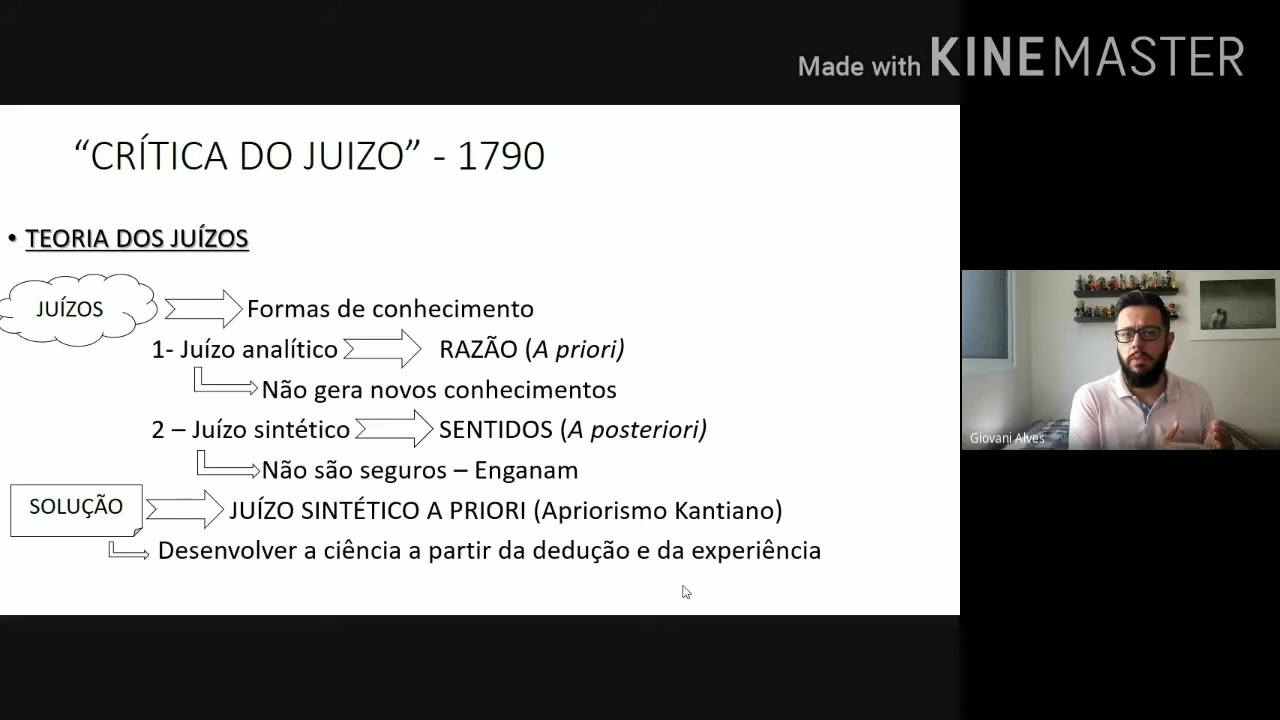 Made with KINEMASTER
“CRÍTICA DO JUIZO” - 1790
• TEORIA DOS JUÍZOS
JUÍZOS Formas de conhecimento
1- Juízo analítico RAZÃO (A priori)
Não gera novos conhecimentos
2 – Juízo sintético SENTIDOS (A posteriori)
Não são seguros – Enganam
SOLUÇÃO JUÍZO SINTÉTICO A PRIORI (Apriorismo Kantiano)
Desenvolver a ciência a partir da dedução e da experiência
Giovani Alves